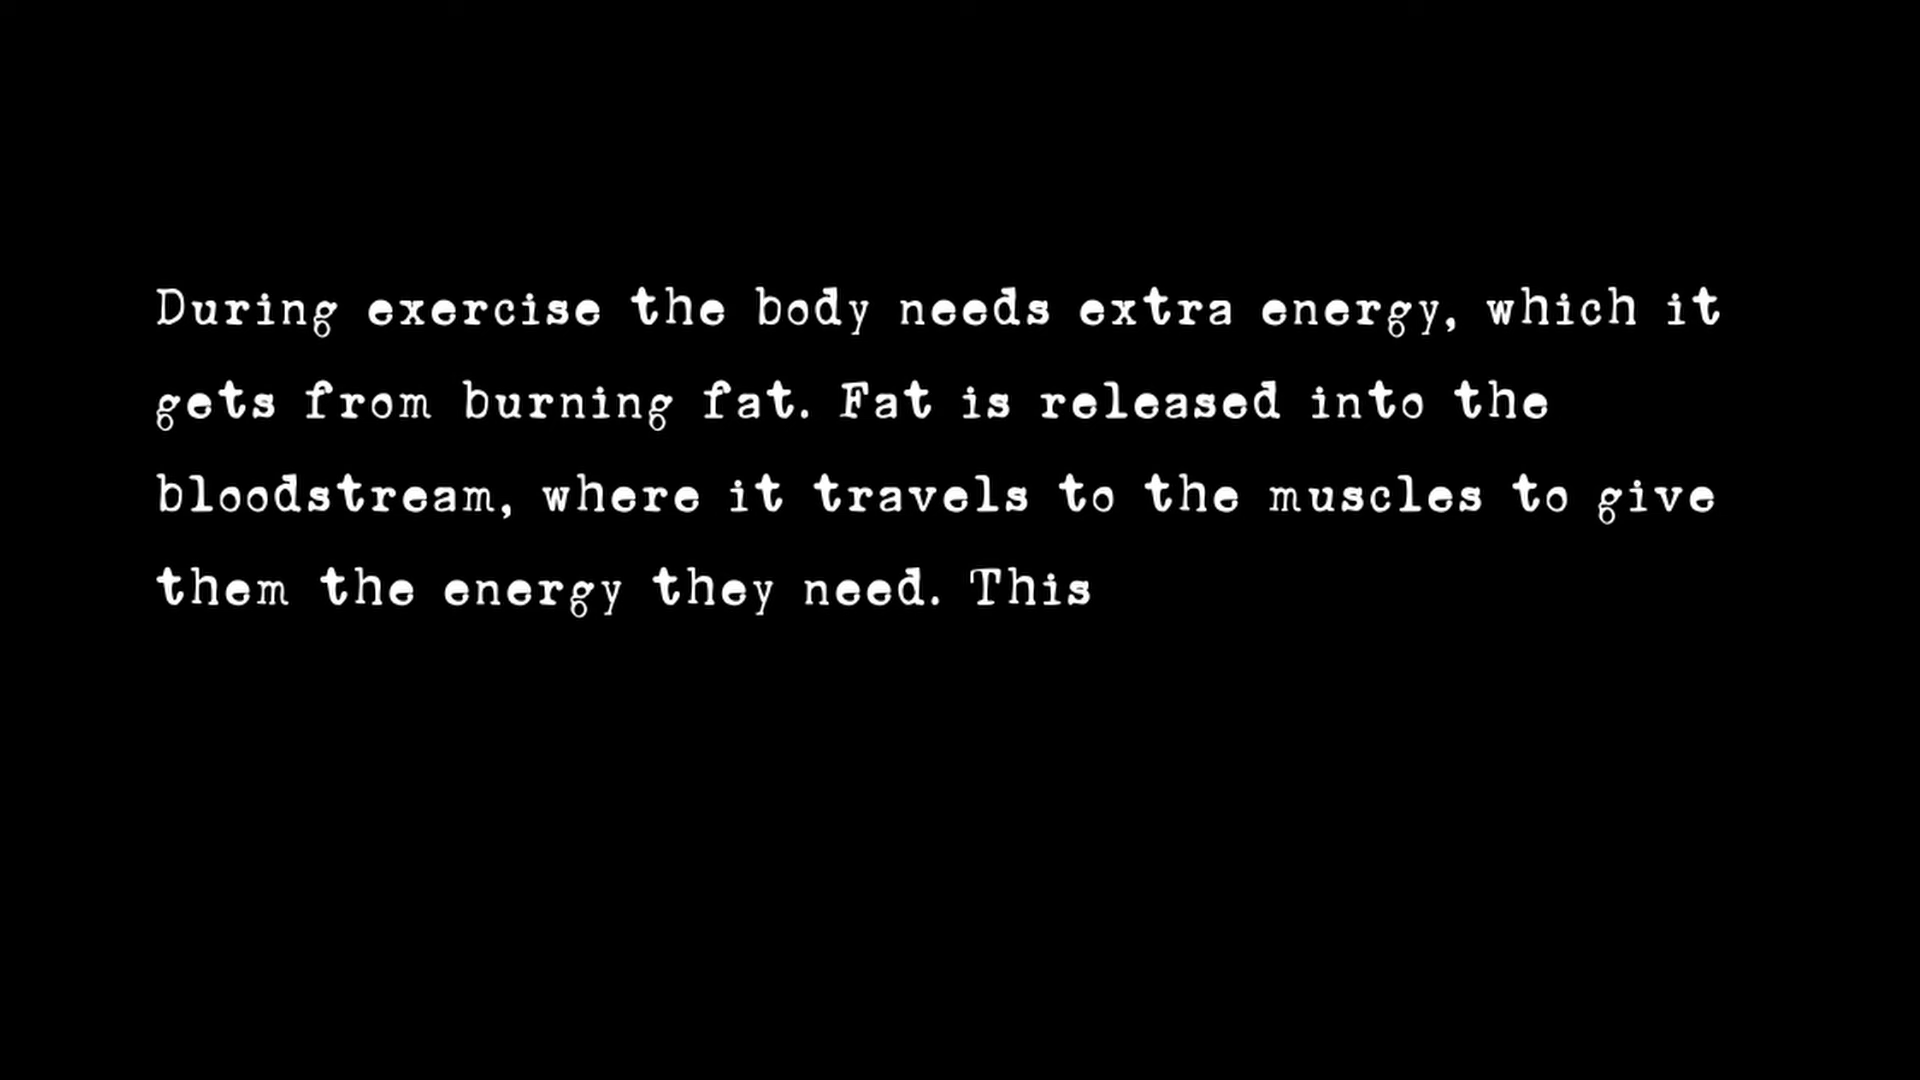 During exercise the body needs extra energy, which it
gets from burning fat. Fat is released into the
bloodstream, where it travels to the muscles to give
them the energy they need. This